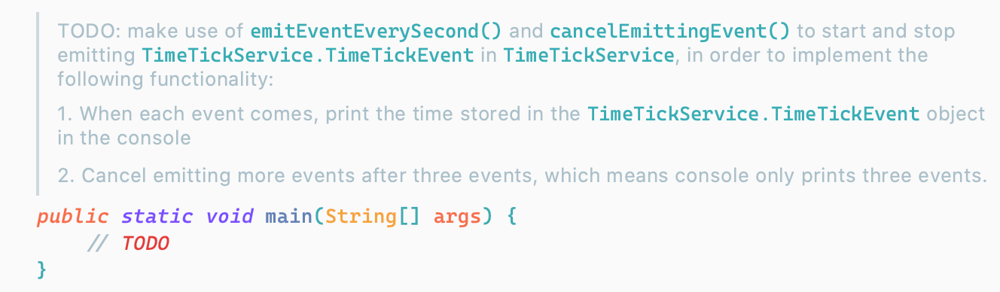 TODO: make use of emitEventEverySecond() and cancelEmittingEvent() to start and stop
emitting TimeTickService.TimeTickEvent in TimeTickService, in order to implement the
following functionality:
1. When each event comes, print the time stored in the TimeTickService.TimeTickEvent object
in the console
2. Cancel emitting more events after three events, which means console only prints three events.
public static void main(String[] args) {
// TODO
}